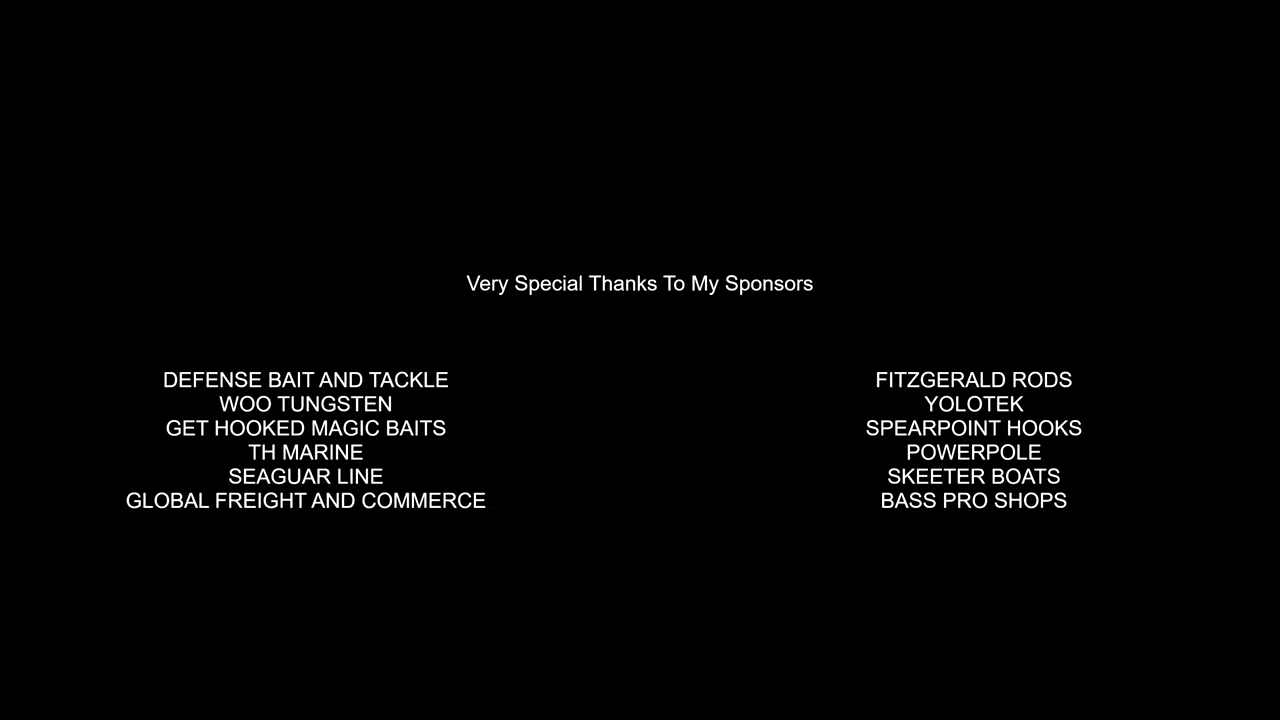 Very Special Thanks To My Sponsors
DEFENSE BAIT AND TACKLE
WOO TUNGSTEN
GET HOOKED MAGIC BAITS
TH MARINE
SEAGUAR LINE
GLOBAL FREIGHT AND COMMERCE
FITZGERALD RODS
YOLOTEK
SPEARPOINT HOOKS
POWERPOLE
SKEETER BOATS
BASS PRO SHOPS